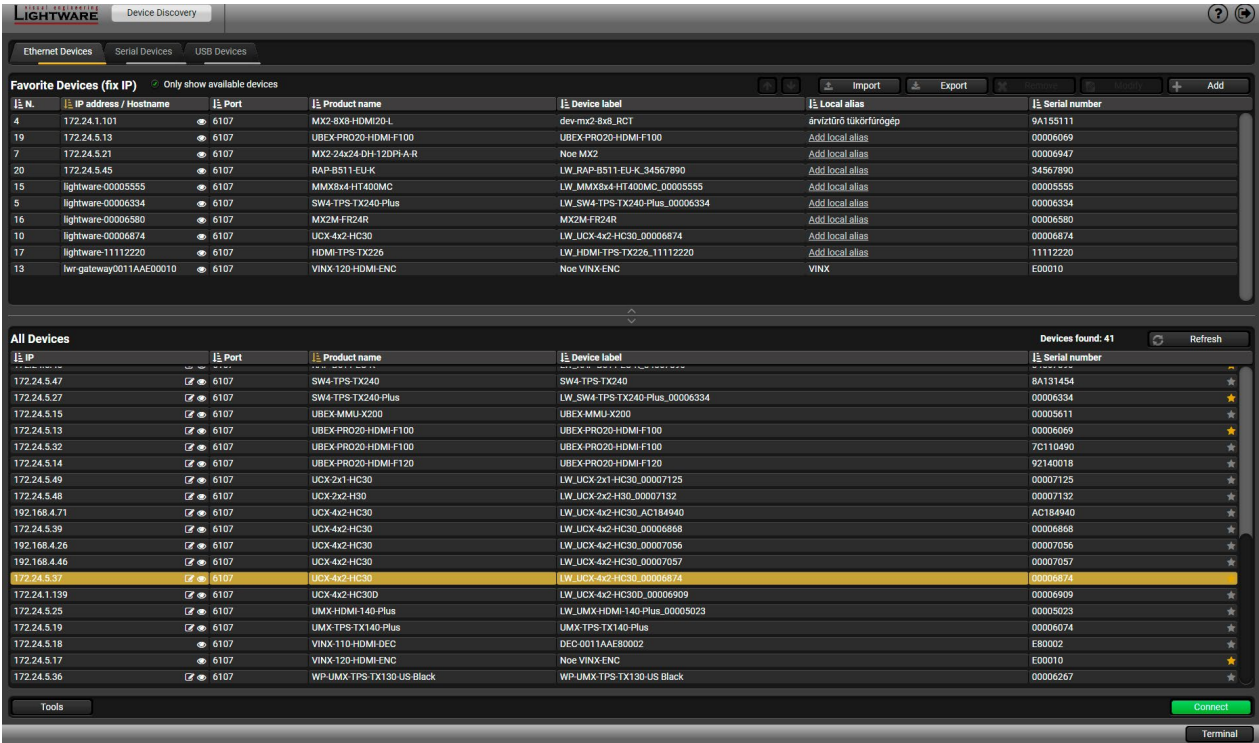 visual engineering
LIGHTWARE Device Discovery ?
Ethernet Devices Serial Devices USB Devices
Favorite Devices (fix IP) Only show available devices Import Export Remove Modify Add
N. IP address / Hostname Port Product name Device label Local alias Serial number
4 172.24.1.101 6107 MX2-8X8-HDMI20-L dev-mx2-8x8_RCT árvíztűrő tükörfúrógép 9A155111
19 172.24.5.13 6107 UBEX-PRO20-HDMI-F100 UBEX-PRO20-HDMI-F100 Add local alias 00006069
7 172.24.5.21 6107 MX2-24x24-DH-12DPi-A-R Noe MX2 Add local alias 00006947
20 172.24.5.45 6107 RAP-B511-EU-K LW_RAP-B511-EU-K_34567890 Add local alias 34567890
15 lightware-00005555 6107 MMX8x4-HT400MC LW_MMX8x4-HT400MC_00005555 Add local alias 00005555
5 lightware-00006334 6107 SW4-TPS-TX240-Plus LW_SW4-TPS-TX240-Plus_00006334 Add local alias 00006334
16 lightware-00006580 6107 MX2M-FR24R MX2M-FR24R Add local alias 00006580
10 lightware-00006874 6107 UCX-4x2-HC30 LW_UCX-4x2-HC30_00006874 Add local alias 00006874
17 lightware-11112220 6107 HDMI-TPS-TX226 LW_HDMI-TPS-TX226_11112220 Add local alias 11112220
13 lwr-gateway0011AAE00010 6107 VINX-120-HDMI-ENC Noe VINX-ENC VINX E00010
All Devices Devices found: 41 Refresh
IP Port Product name Device label Serial number
172.24.5.47 6107 SW4-TPS-TX240 SW4-TPS-TX240 8A131454
172.24.5.27 6107 SW4-TPS-TX240-Plus LW_SW4-TPS-TX240-Plus_00006334 00006334
172.24.5.15 6107 UBEX-MMU-X200 UBEX-MMU-X200 00005611
172.24.5.13 6107 UBEX-PRO20-HDMI-F100 UBEX-PRO20-HDMI-F100 00006069
172.24.5.32 6107 UBEX-PRO20-HDMI-F100 UBEX-PRO20-HDMI-F100 7C110490
172.24.5.14 6107 UBEX-PRO20-HDMI-F120 UBEX-PRO20-HDMI-F120 92140018
172.24.5.49 6107 UCX-2x1-HC30 LW_UCX-2x1-HC30_00007125 00007125
172.24.5.48 6107 UCX-2x2-H30 LW_UCX-2x2-H30_00007132 00007132
192.168.4.71 6107 UCX-4x2-HC30 LW_UCX-4x2-HC30_AC184940 AC184940
172.24.5.39 6107 UCX-4x2-HC30 LW_UCX-4x2-HC30_00006868 00006868
192.168.4.26 6107 UCX-4x2-HC30 LW_UCX-4x2-HC30_00007056 00007056
192.168.4.46 6107 UCX-4x2-HC30 LW_UCX-4x2-HC30_00007057 00007057
172.24.5.37 6107 UCX-4x2-HC30 LW_UCX-4x2-HC30_00006874 00006874
172.24.1.139 6107 UCX-4x2-HC30D LW_UCX-4x2-HC30D_00006909 00006909
172.24.5.25 6107 UMX-HDMI-140-Plus LW_UMX-HDMI-140-Plus_00005023 00005023
172.24.5.19 6107 UMX-TPS-TX140-Plus UMX-TPS-TX140-Plus 00006074
172.24.5.18 6107 VINX-110-HDMI-DEC DEC-0011AAE80002 E80002
172.24.5.17 6107 VINX-120-HDMI-ENC Noe VINX-ENC E00010
172.24.5.36 6107 WP-UMX-TPS-TX130-US-Black WP-UMX-TPS-TX130-US Black 00006267
Tools Connect
Terminal